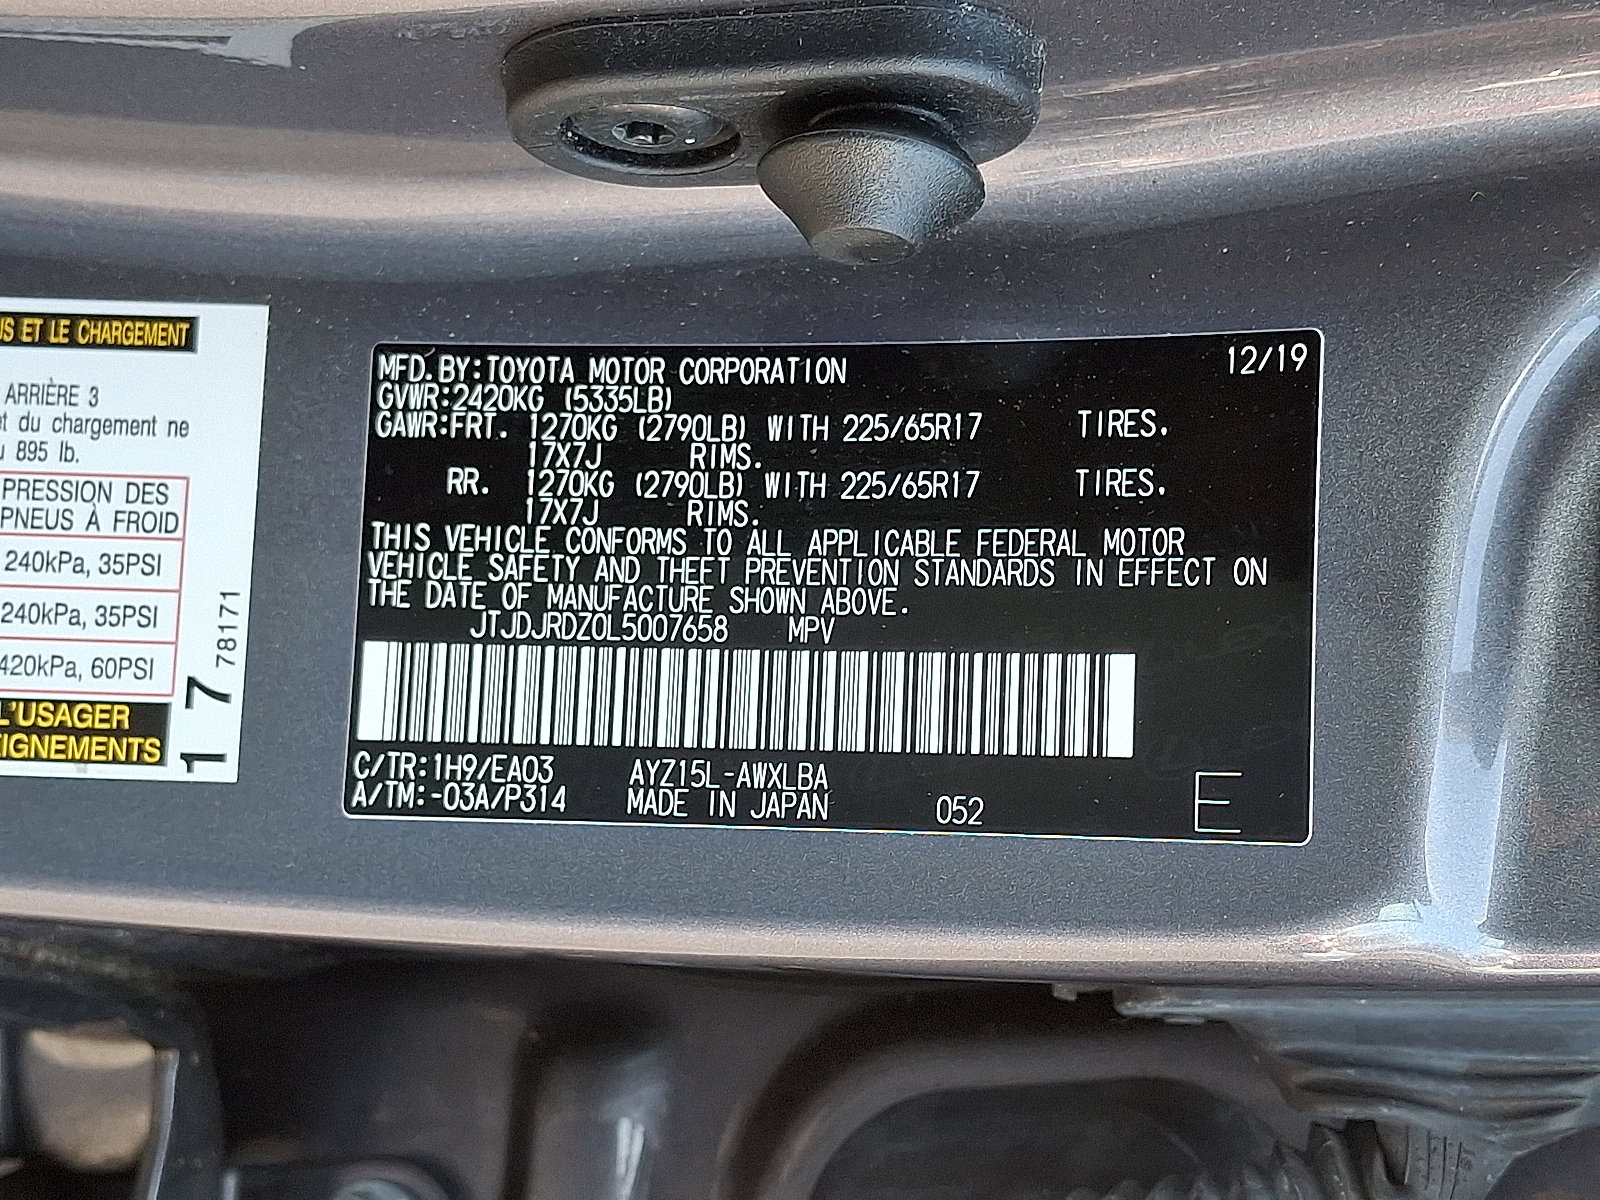 US ET LE CHARGEMENT
ARRIÈRE 3
et du chargement ne
u 895 lb.
PRESSION DES
PNEUS À FROID
240kPa, 35PSI
240kPa, 35PSI
420kPa, 60PSI
L'USAGER
EIGNEMENTS
17 78171
MFD.BY:TOYOTA MOTOR CORPORATION 12/19
GVWR:2420KG (5335LB)
GAWR:FRT. 1270KG (2790LB) WITH 225/65R17 TIRES.
17X7J RIMS.
RR. 1270KG (2790LB) WITH 225/65R17 TIRES.
17X7J RIMS.
THIS VEHICLE CONFORMS TO ALL APPLICABLE FEDERAL MOTOR
VEHICLE SAFETY AND THEFT PREVENTION STANDARDS IN EFFECT ON
THE DATE OF MANUFACTURE SHOWN ABOVE.
JTJDJRDZ0L5007658 MPV
C/TR:1H9/EA03 AYZ15L-AWXLBA
A/TM:-03A/P314 MADE IN JAPAN 052 E